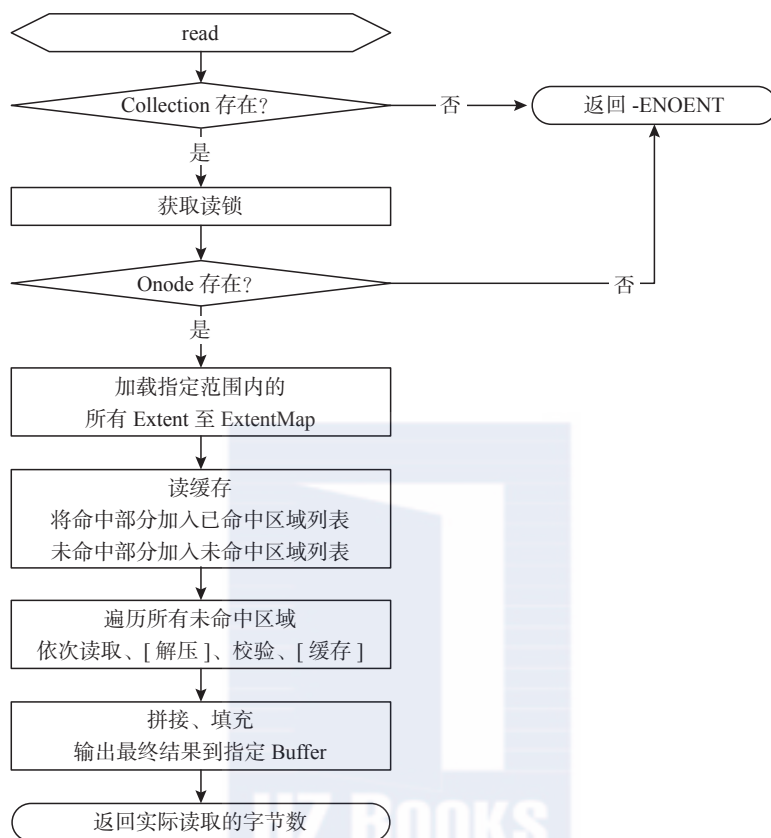 read
Collection 存在?
否
返回 -ENOENT
是
获取读锁
Onode 存在?
否
是
加载指定范围内的
所有 Extent 至 ExtentMap
读缓存
将命中部分加入已命中区域列表
未命中部分加入未命中区域列表
遍历所有未命中区域
依次读取、[ 解压 ]、校验、[ 缓存 ]
拼接、填充
输出最终结果到指定 Buffer
返回实际读取的字节数
HZ BOOKS